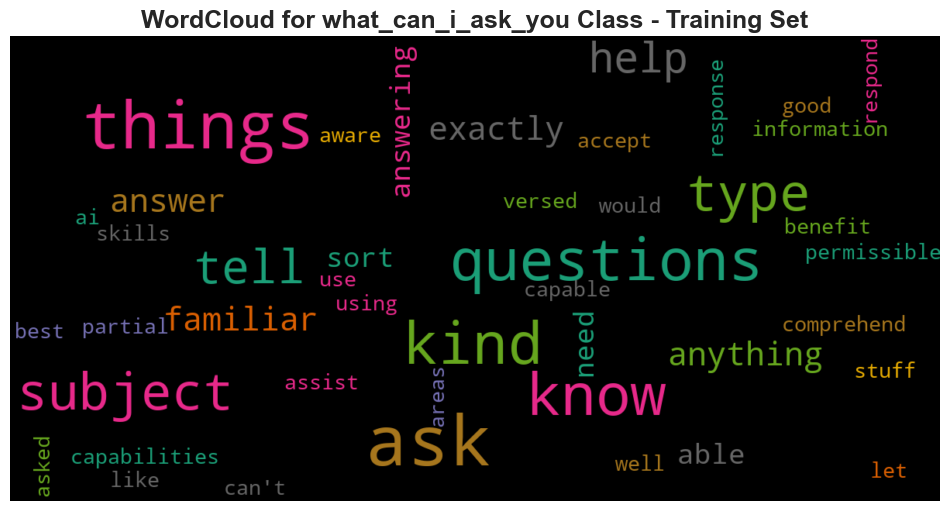 WordCloud for what_can_i_ask_you Class - Training Set
help
respond
things
aware
answering
exactly
accept
response
good
information
answer
ai
skills
versed
would
type
benefit
permissible
tell
sort
use
using
questions
capable
best
partial
familiar
kind
need
comprehend
anything
stuff
subject
assist
areas
know
ask
asked
capabilities
like
can't
well
able
let